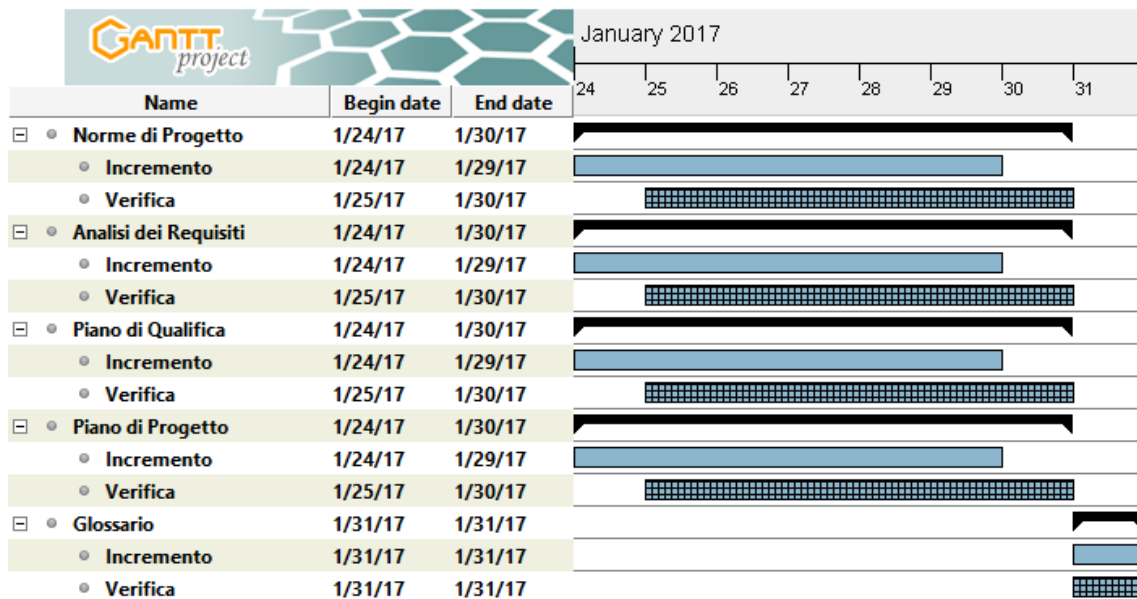 GANTT
project
January 2017
24 25 26 27 28 29 30 31
Name Begin date End date
Norme di Progetto 1/24/17 1/30/17
Incremento 1/24/17 1/29/17
Verifica 1/25/17 1/30/17
Analisi dei Requisiti 1/24/17 1/30/17
Incremento 1/24/17 1/29/17
Verifica 1/25/17 1/30/17
Piano di Qualifica 1/24/17 1/30/17
Incremento 1/24/17 1/29/17
Verifica 1/25/17 1/30/17
Piano di Progetto 1/24/17 1/30/17
Incremento 1/24/17 1/29/17
Verifica 1/25/17 1/30/17
Glossario 1/31/17 1/31/17
Incremento 1/31/17 1/31/17
Verifica 1/31/17 1/31/17